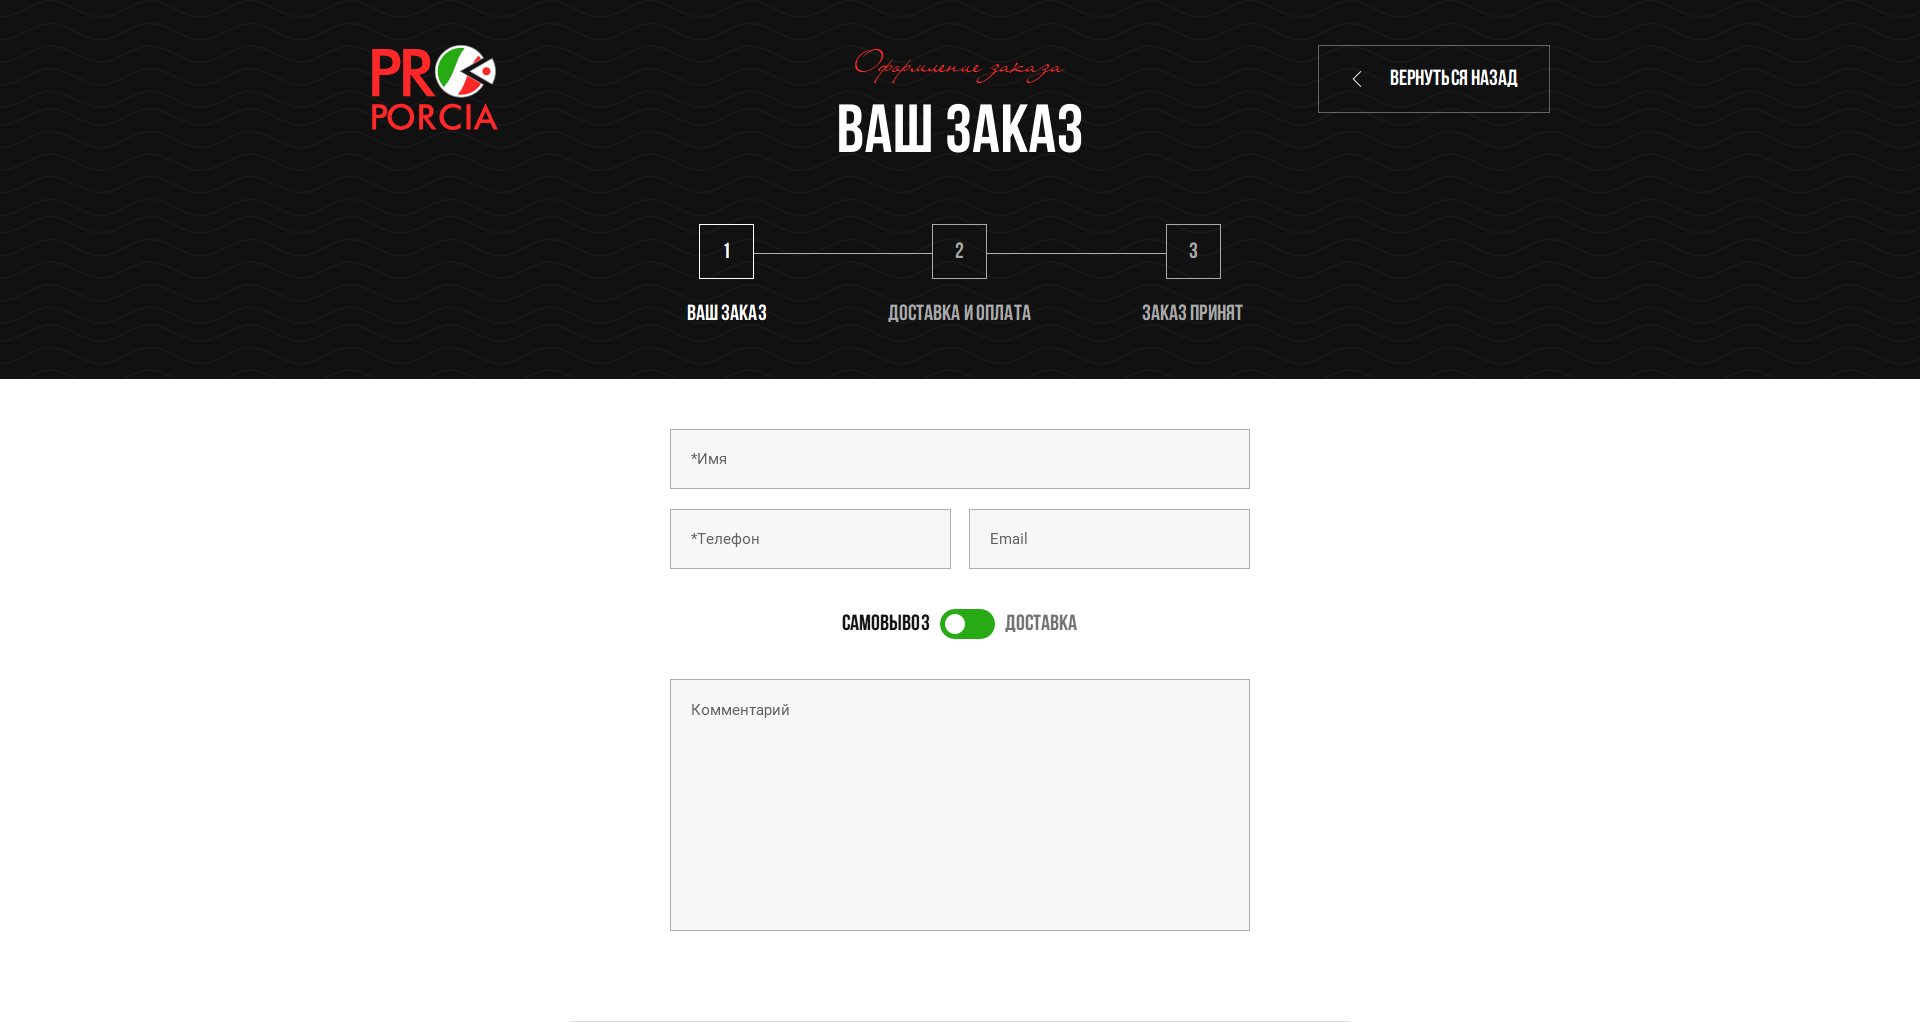 PRO
PORCIA
Оформление заказа
ВАШ ЗАКАЗ
ВЕРНУТЬСЯ НАЗАД
1
2
3
ВАШ ЗАКАЗ
ДОСТАВКА И ОПЛАТА
ЗАКАЗ ПРИНЯТ
*Имя
*Телефон
Email
САМОВЫВОЗ
ДОСТАВКА
Комментарий